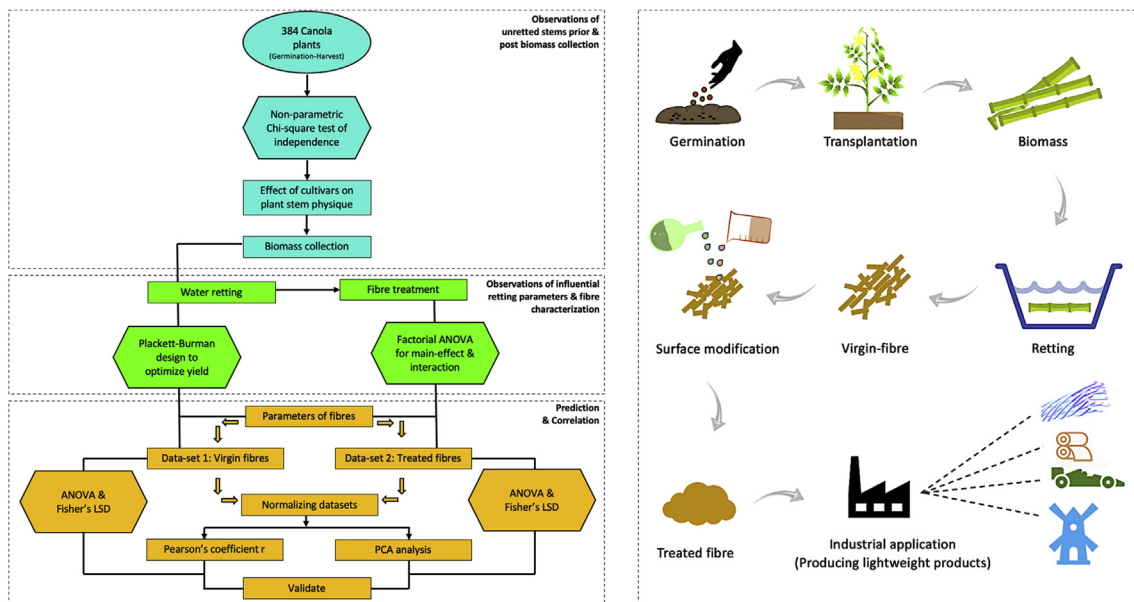 Observations of
unretted stems prior
& post biomass collection
384 Canola
plants
(Germination-Harvest)
Non-parametric
Chi-square test of
independence
Effect of cultivars on
plant stem physique
Biomass collection
Observations of influential
retting parameters & fibre
characterization
Water retting
Fibre treatment
Plackett-Burman
design to
optimize yield
Factorial ANOVA
for main-effect &
interaction
Prediction
& Correlation
Parameters of fibres
Data-set 1: Virgin fibres
Data-set 2: Treated fibres
ANOVA &
Fisher's LSD
ANOVA &
Fisher's LSD
Normalizing datasets
Pearson's coefficient r
PCA analysis
Validate
Germination
Transplantation
Biomass
Surface modification
Virgin-fibre
Retting
Treated fibre
Industrial application
(Producing lightweight products)